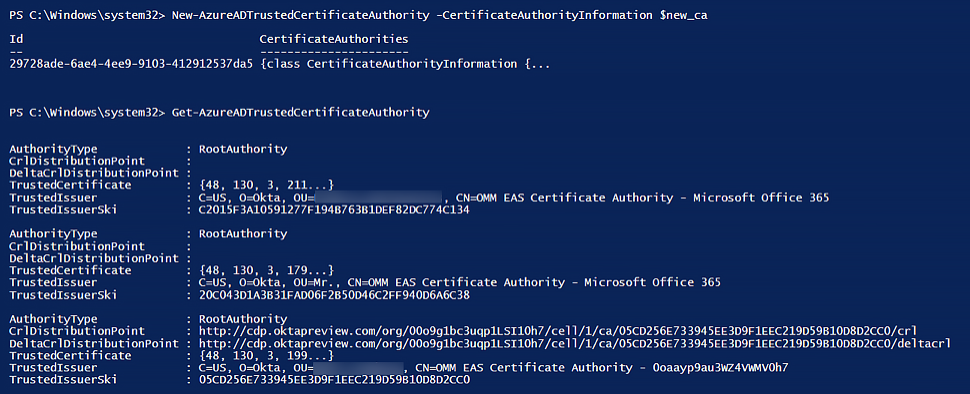 PS C:\Windows\system32> New-AzureADTrustedCertificateAuthority -CertificateAuthorityInformation $new_ca
Id CertificateAuthorities
-- ----------------------
29728ade-6ae4-4ee9-9103-412912537da5 {class CertificateAuthorityInformation {...
PS C:\Windows\system32> Get-AzureADTrustedCertificateAuthority
AuthorityType : RootAuthority
CrlDistributionPoint :
DeltaCrlDistributionPoint :
TrustedCertificate : {48, 130, 3, 211...}
TrustedIssuer : C=US, O=Okta, OU= , CN=OMM EAS Certificate Authority - Microsoft Office 365
TrustedIssuerSki : C2015F3A10591277F194B763B1DEF82DC774C134
AuthorityType : RootAuthority
CrlDistributionPoint :
DeltaCrlDistributionPoint :
TrustedCertificate : {48, 130, 3, 179...}
TrustedIssuer : C=US, O=Okta, OU=Mr., CN=OMM EAS Certificate Authority - Microsoft Office 365
TrustedIssuerSki : 20C043D1A3B31FAD06F2B50D46C2FF940D6A6C38
AuthorityType : RootAuthority
CrlDistributionPoint : http://cdp.oktapreview.com/org/00o9g1bc3uqp1LSI10h7/cell/1/ca/05CD256E733945EE3D9F1EEC219D59B10D8D2CC0/crl
DeltaCrlDistributionPoint : http://cdp.oktapreview.com/org/00o9g1bc3uqp1LSI10h7/cell/1/ca/05CD256E733945EE3D9F1EEC219D59B10D8D2CC0/deltacrl
TrustedCertificate : {48, 130, 3, 199...}
TrustedIssuer : C=US, O=Okta, OU= , CN=OMM EAS Certificate Authority - 0oaayp9au3WZ4VWMV0h7
TrustedIssuerSki : 05CD256E733945EE3D9F1EEC219D59B10D8D2CC0